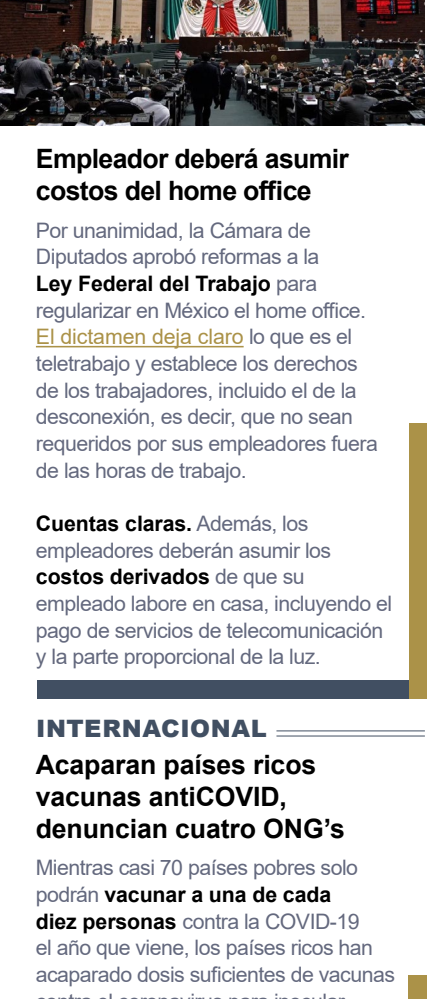 Empleador deberá asumir
costos del home office
Por unanimidad, la Cámara de
Diputados aprobó reformas a la
Ley Federal del Trabajo para
regularizar en México el home office.
El dictamen deja claro lo que es el
teletrabajo y establece los derechos
de los trabajadores, incluido el de la
desconexión, es decir, que no sean
requeridos por sus empleadores fuera
de las horas de trabajo.
Cuentas claras. Además, los
empleadores deberán asumir los
costos derivados de que su
empleado labore en casa, incluyendo el
pago de servicios de telecomunicación
y la parte proporcional de la luz.
INTERNACIONAL
Acaparan países ricos
vacunas antiCOVID,
denuncian cuatro ONG’s
Mientras casi 70 países pobres solo
podrán vacunar a una de cada
diez personas contra la COVID-19
el año que viene, los países ricos han
acaparado dosis suficientes de vacunas
contra el coronavirus para inocular